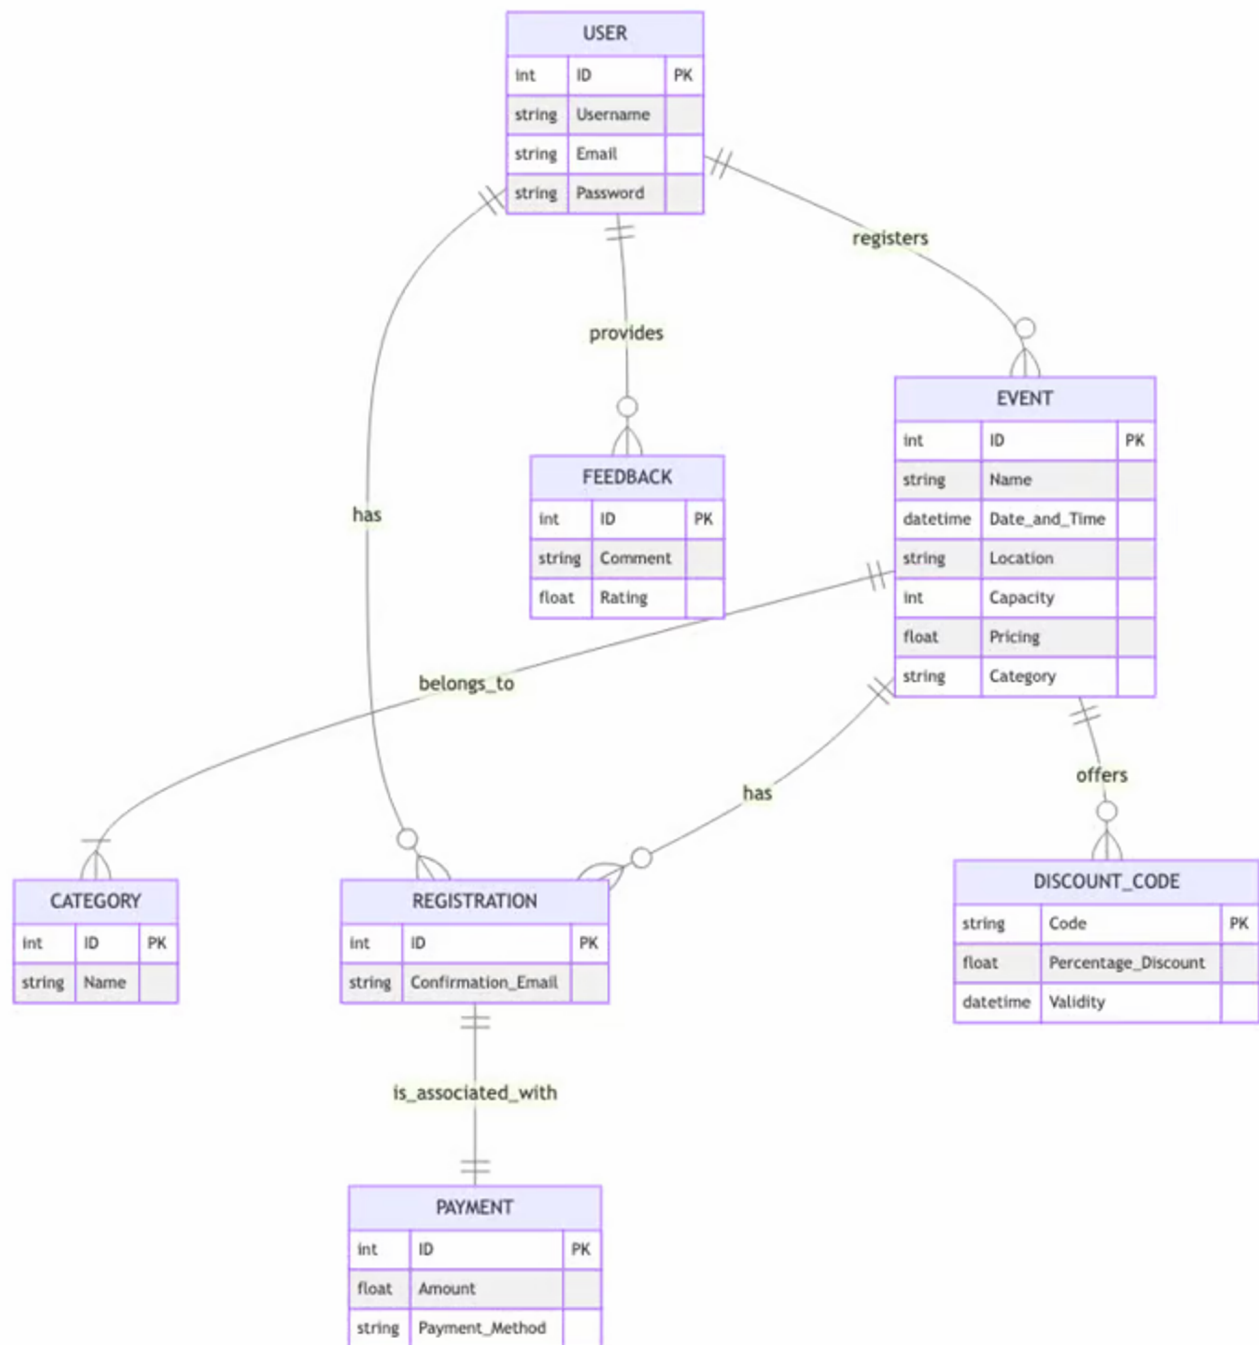 USER
int ID PK
string Username
string Email
string Password
registers
provides
has
EVENT
int ID PK
string Name
datetime Date_and_Time
string Location
int Capacity
float Pricing
string Category
FEEDBACK
int ID PK
string Comment
float Rating
belongs_to
has
offers
CATEGORY
int ID PK
string Name
REGISTRATION
int ID PK
string Confirmation_Email
DISCOUNT_CODE
string Code PK
float Percentage_Discount
datetime Validity
is_associated_with
PAYMENT
int ID PK
float Amount
string Payment_Method